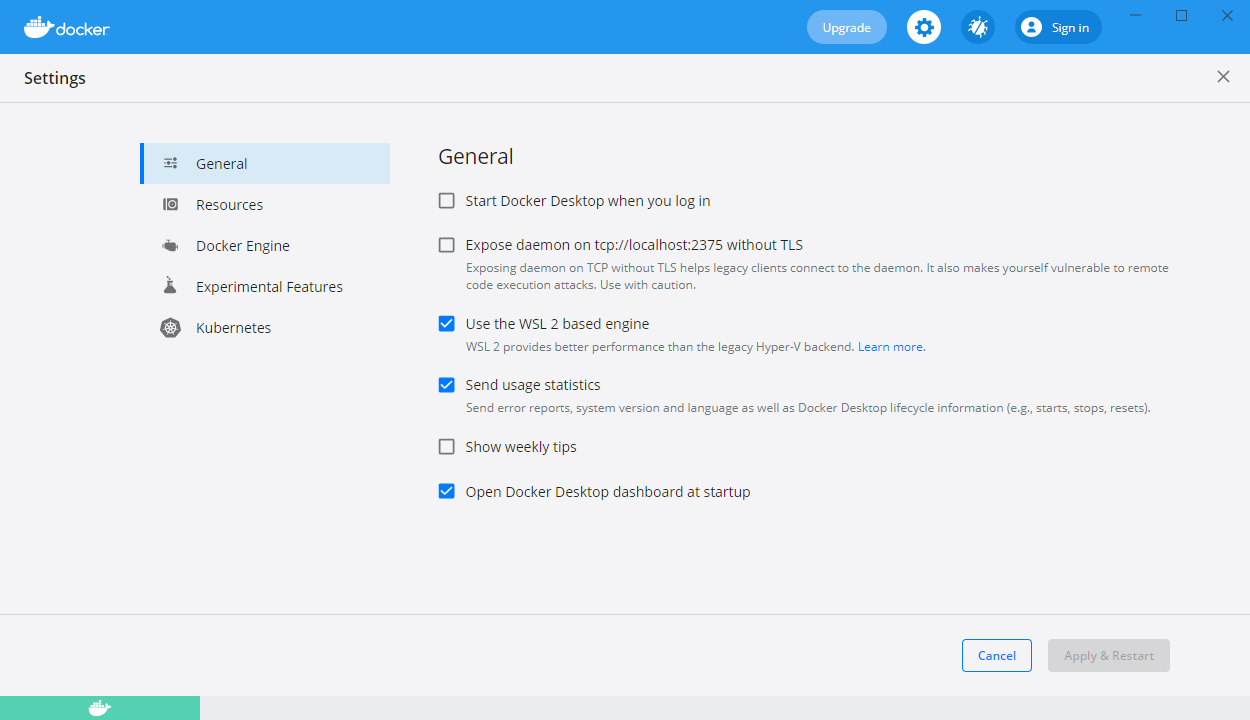 docker
Upgrade
Sign in
Settings
General
Resources
Docker Engine
Experimental Features
Kubernetes
General
Start Docker Desktop when you log in
Expose daemon on tcp://localhost:2375 without TLS
Exposing daemon on TCP without TLS helps legacy clients connect to the daemon. It also makes yourself vulnerable to remote
code execution attacks. Use with caution.
Use the WSL 2 based engine
WSL 2 provides better performance than the legacy Hyper-V backend. Learn more.
Send usage statistics
Send error reports, system version and language as well as Docker Desktop lifecycle information (e.g., starts, stops, resets).
Show weekly tips
Open Docker Desktop dashboard at startup
Cancel
Apply & Restart